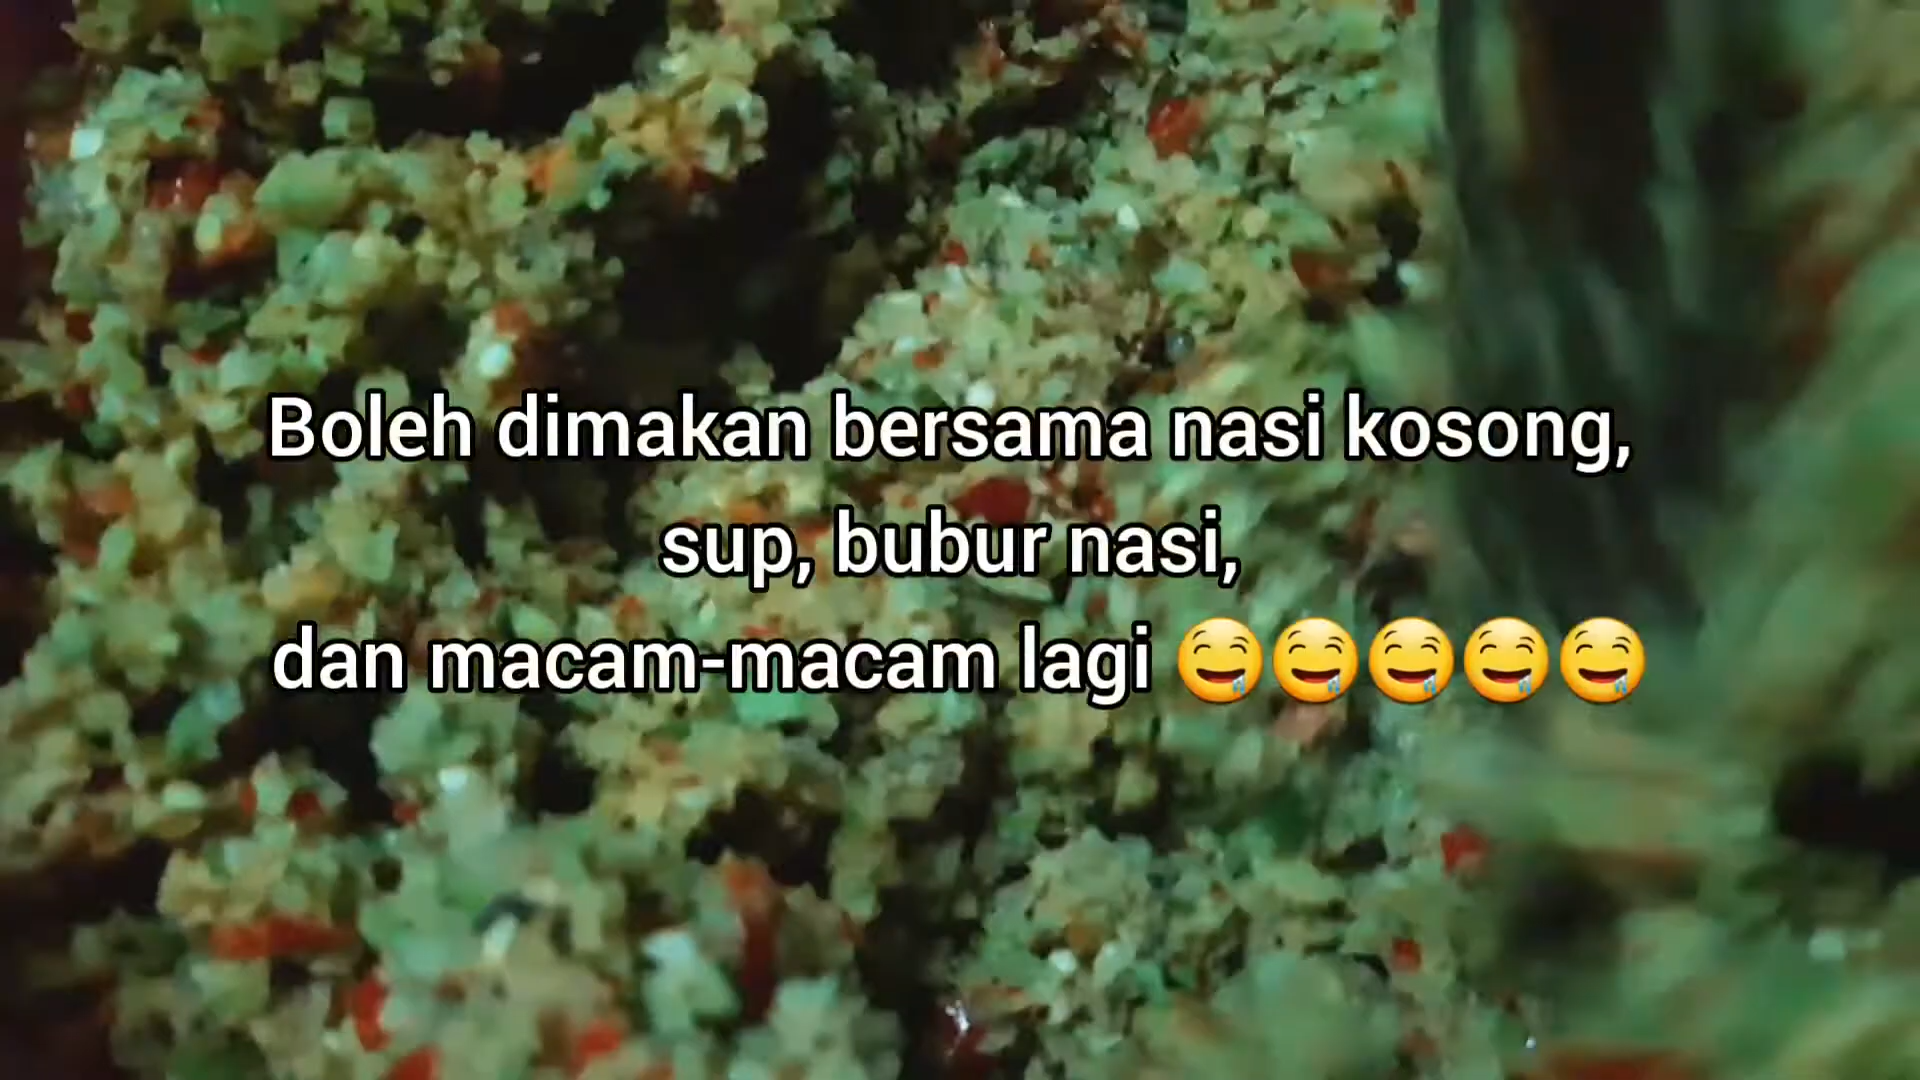 Boleh dimakan bersama nasi kosong,
sup, bubur nasi,
dan macam-macam lagi 🤤🤤🤤🤤🤤